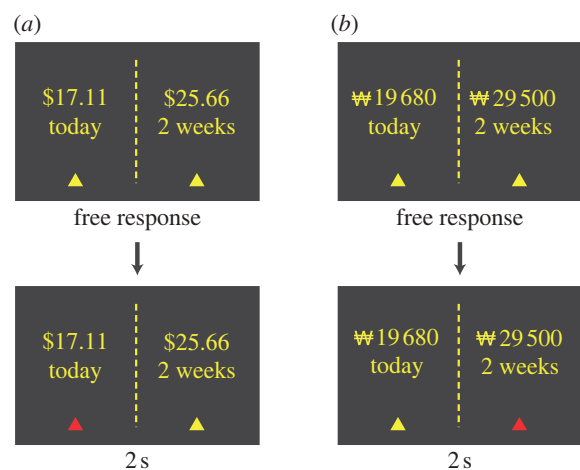 (a)
$17.11
today
$25.66
2 weeks
free response
$17.11
today
$25.66
2 weeks
2 s
(b)
₩19 680
today
₩29 500
2 weeks
free response
₩19 680
today
₩29 500
2 weeks
2 s